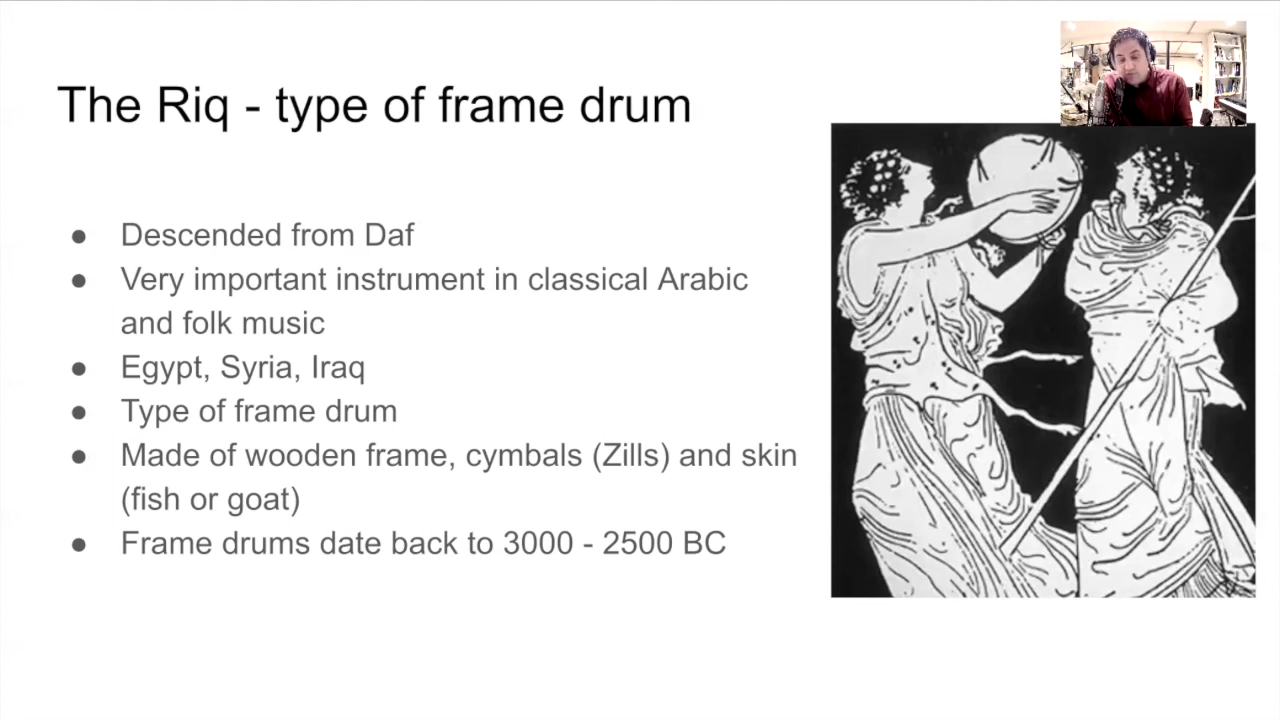 The Riq - type of frame drum
● Descended from Daf
● Very important instrument in classical Arabic
and folk music
● Egypt, Syria, Iraq
● Type of frame drum
● Made of wooden frame, cymbals (Zills) and skin
(fish or goat)
● Frame drums date back to 3000 - 2500 BC